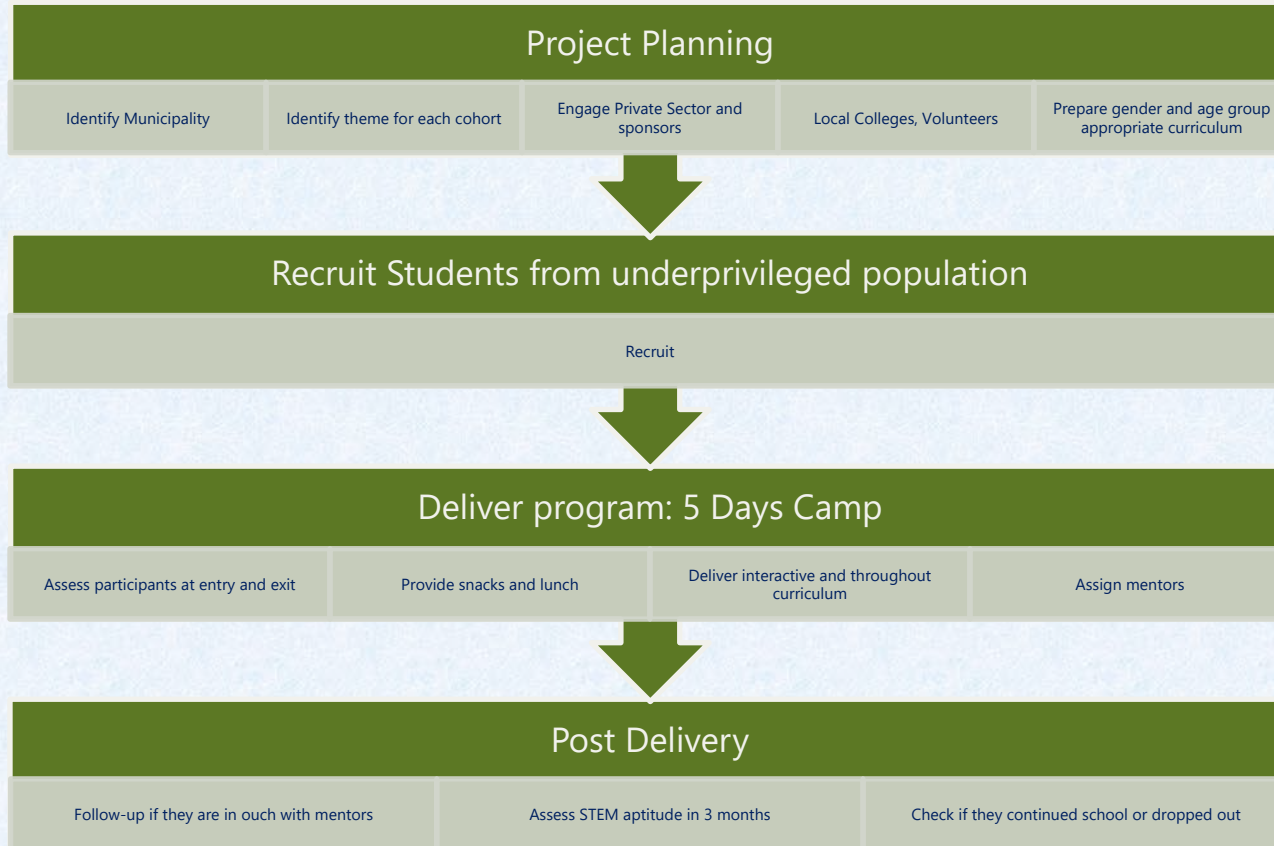 Project Planning
Identify Municipality
Identify theme for each cohort
Engage Private Sector and
sponsors
Local Colleges, Volunteers
Prepare gender and age group
appropriate curriculum
Recruit Students from underprivileged population
Recruit
Deliver program: 5 Days Camp
Assess participants at entry and exit
Provide snacks and lunch
Deliver interactive and throughout
curriculum
Assign mentors
Post Delivery
Follow-up if they are in ouch with mentors
Assess STEM aptitude in 3 months
Check if they continued school or dropped out